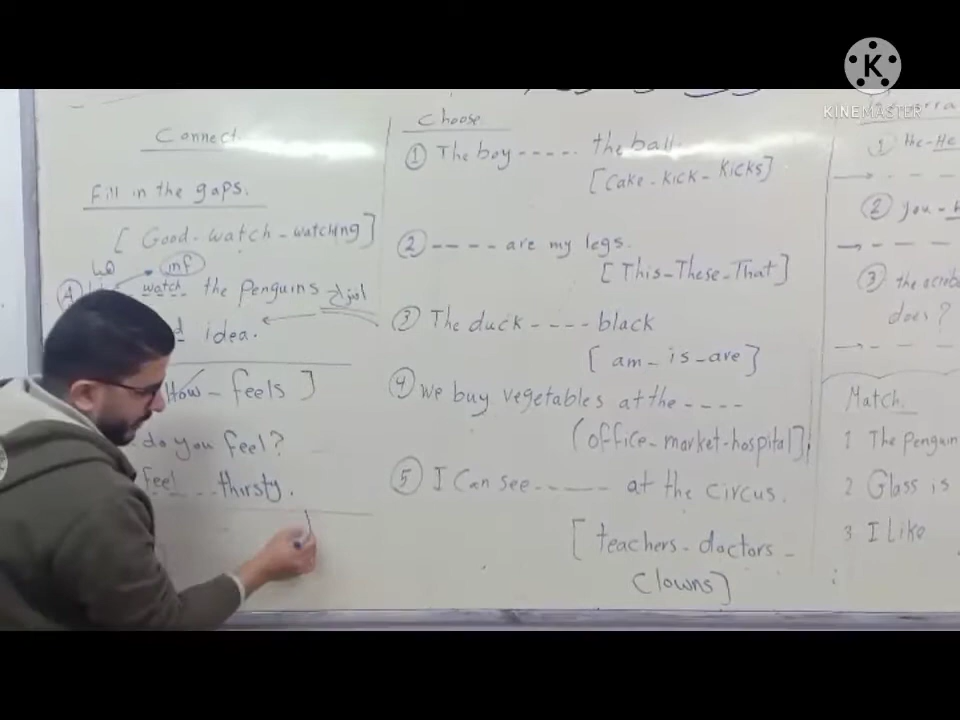 Connect
Fill in the gaps.
[ Good - watch - watching ]
inf
watch the penguins اقتراح
idea.
How - feels ]
do you feel?
feel thirsty.
Choose
① The boy ----- the ball.
[ Cake - kick - kicks ]
② ---- are my legs.
[ This - These - That ]
③ The duck ---- black
[ am - is - are ]
④ We buy vegetables at the ----
( office - market - hospital ]
⑤ I Can see ----- at the circus.
[ teachers - doctors -
Clowns ]
①
→ - - -
② you -
→ - - -
③ the
does?
→ - - -
Match.
1 The penguin
2 Glass is
3 I Like
K
KINEMASTER